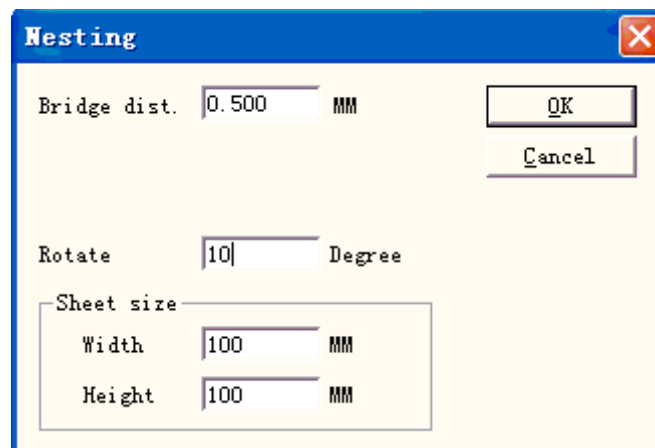 Nesting
Bridge dist. 0.500 MM
OK
Cancel
Rotate 10 Degree
Sheet size
Width 100 MM
Height 100 MM